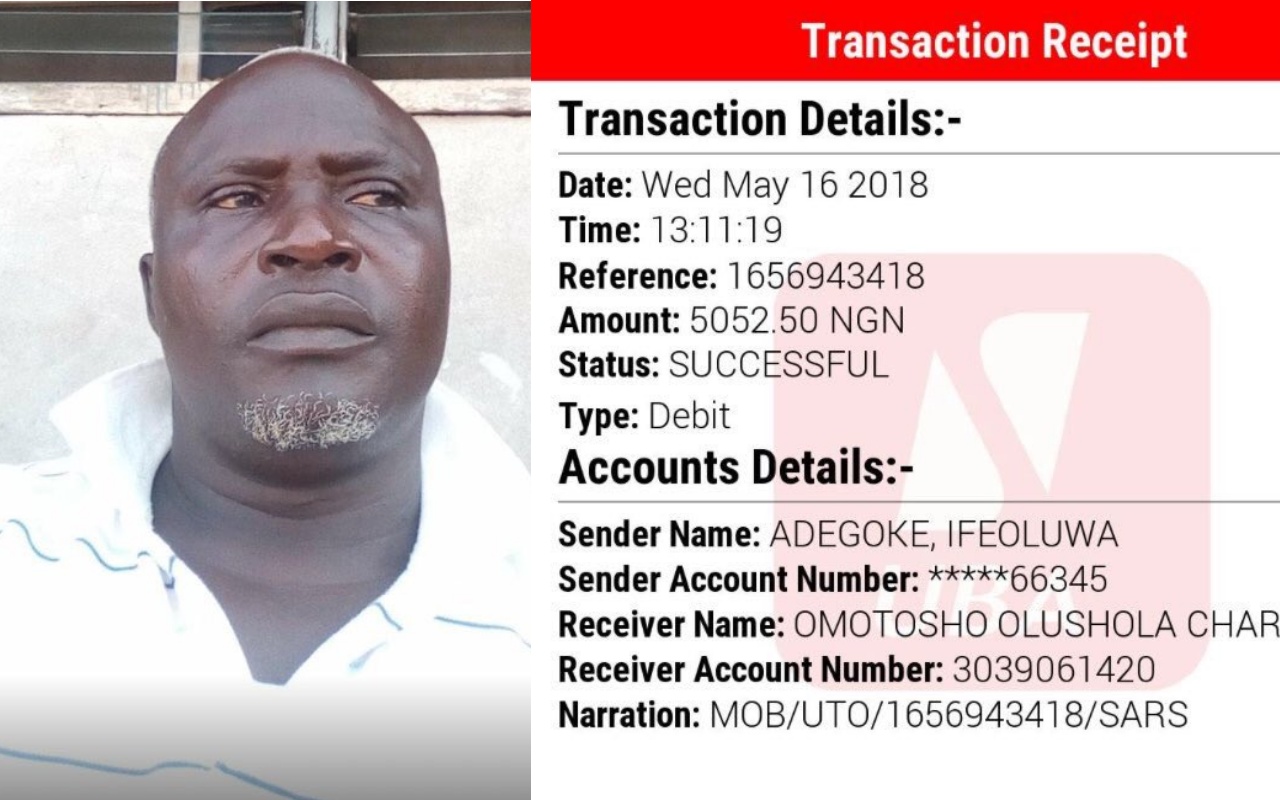 Transaction Receipt
Transaction Details:-
Date: Wed May 16 2018
Time: 13:11:19
Reference: 1656943418
Amount: 5052.50 NGN
Status: SUCCESSFUL
Type: Debit
Accounts Details:-
Sender Name: ADEGOKE, IFEOLUWA
Sender Account Number: *****66345
UBA
Receiver Name: OMOTOSHO OLUSHOLA CHAR
Receiver Account Number: 3039061420
Narration: MOB/UTO/1656943418/SARS